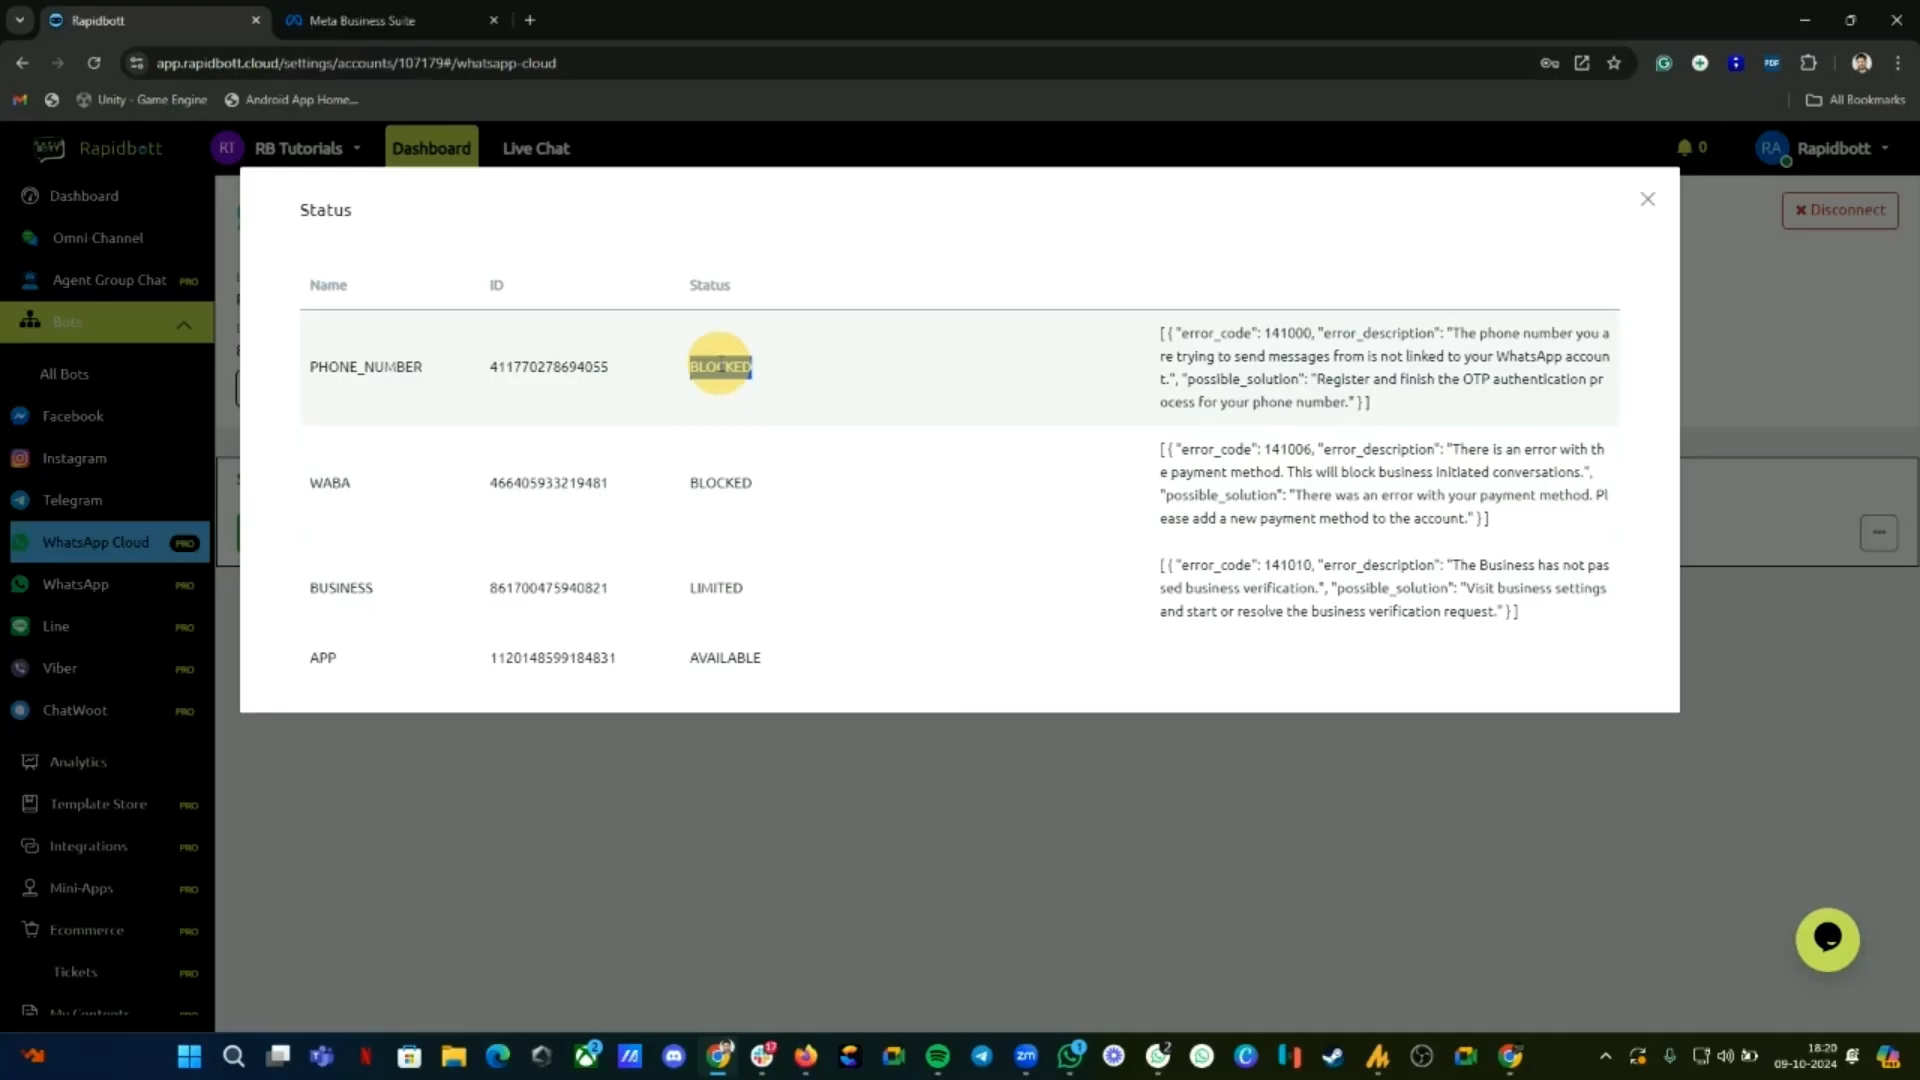 Rapidbott
Meta Business Suite
app.rapidbott.cloud/settings/accounts/107179#/whatsapp-cloud
PDF
Unity - Game Engine
Android App Home...
All Bookmarks
Rapidbott
RT
RB Tutorials
Dashboard
Live Chat
0
RA
Rapidbott
Dashboard
Omni-Channel
Agent Group Chat PRO
Bots
All Bots
Facebook
Instagram
Telegram
WhatsApp Cloud PRO
WhatsApp PRO
Line PRO
Viber PRO
ChatWoot PRO
Analytics
Template Store PRO
Integrations PRO
Mini-Apps PRO
Ecommerce PRO
Tickets PRO
Disconnect
Status
Name ID Status
PHONE_NUMBER 411770278694055 BLOCKED
[ { "error_code": 141000, "error_description": "The phone number you a
re trying to send messages from is not linked to your WhatsApp accoun
t.", "possible_solution": "Register and finish the OTP authentication pr
ocess for your phone number." } ]
WABA 466405933219481 BLOCKED
[ { "error_code": 141006, "error_description": "There is an error with th
e payment method. This will block business initiated conversations.",
"possible_solution": "There was an error with your payment method. Pl
ease add a new payment method to the account." } ]
BUSINESS 861700475940821 LIMITED
[ { "error_code": 141010, "error_description": "The Business has not pas
sed business verification.", "possible_solution": "Visit business settings
and start or resolve the business verification request." } ]
APP 1120148599184831 AVAILABLE
2
17
zm
1
2
18:20
09-10-2024